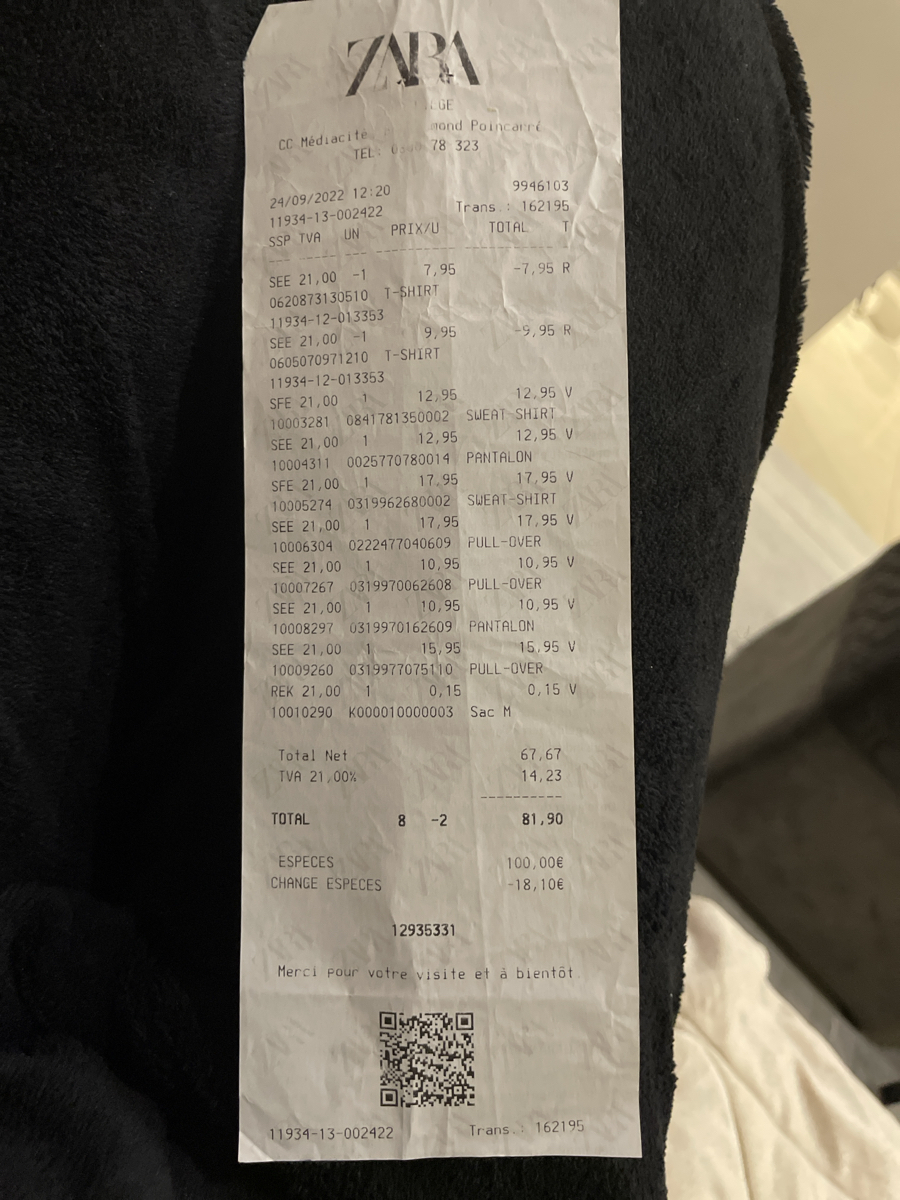 ZARA
CC Médiacité mond Poincarré
TEL: 78 323
24/09/2022 12:20 9946103
11934-13-002422 Trans.: 162195
SSP TVA UN PRIX/U TOTAL T
SEE 21,00 -1 7,95 -7,95 R
0620873130510 T-SHIRT
11934-12-013353
SEE 21,00 -1 9,95 -9,95 R
0605070971210 T-SHIRT
11934-12-013353
SFE 21,00 1 12,95 12,95 V
10003281 0841781350002 SWEAT-SHIRT
SEE 21,00 1 12,95 12,95 V
10004311 0025770780014 PANTALON
SFE 21,00 1 17,95 17,95 V
10005274 0319962680002 SWEAT-SHIRT
SEE 21,00 1 17,95 17,95 V
10006304 0222477040609 PULL-OVER
SEE 21,00 1 10,95 10,95 V
10007267 0319970062608 PULL-OVER
SEE 21,00 1 10,95 10,95 V
10008297 0319970162609 PANTALON
SEE 21,00 1 15,95 15,95 V
10009260 0319977075110 PULL-OVER
REK 21,00 1 0,15 0,15 V
10010290 K000010000003 Sac M
Total Net 67,67
TVA 21,00% 14,23
TOTAL 8 -2 81,90
ESPECES 100,00€
CHANGE ESPECES -18,10€
12935331
Merci pour votre visite et à bientôt
11934-13-002422 Trans.: 162195